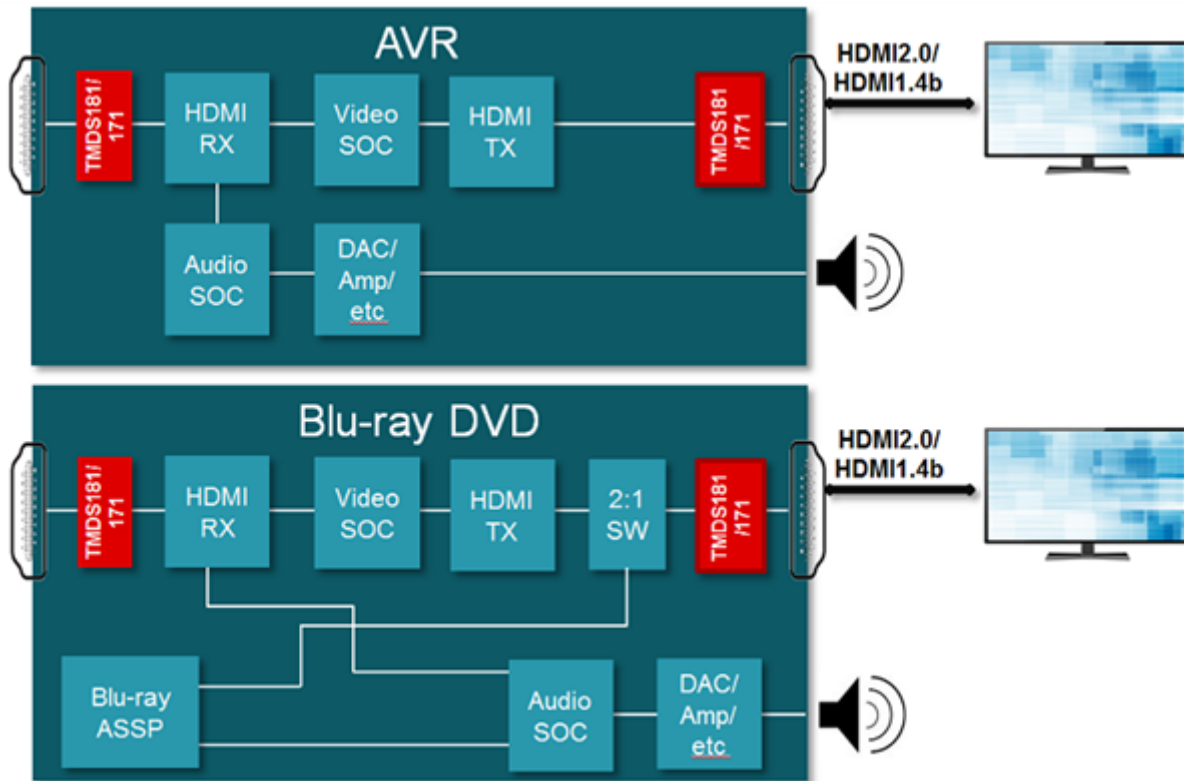 AVR
HDMI2.0/
HDMI1.4b
TMDS181/
171
HDMI
RX
Video
SOC
HDMI
TX
TMDS181
/171
Audio
SOC
DAC/
Amp/
etc
Blu-ray DVD
HDMI2.0/
HDMI1.4b
TMDS181/
171
HDMI
RX
Video
SOC
HDMI
TX
2:1
SW
TMDS181
/171
Blu-ray
ASSP
Audio
SOC
DAC/
Amp/
etc